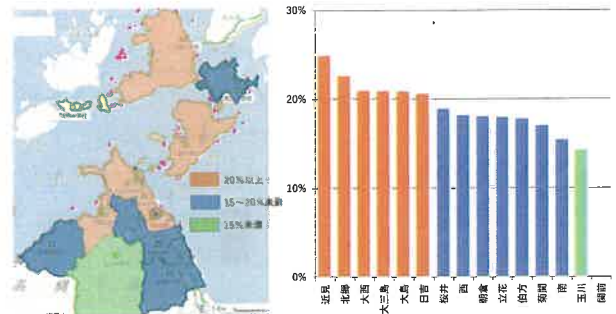 20%以上
15～20%未満
15%未満
30%
20%
10%
0%
近見
北郷
大西
大三島
大島
日吉
桜井
西
朝倉
立花
伯方
菊間
南
玉川
関前